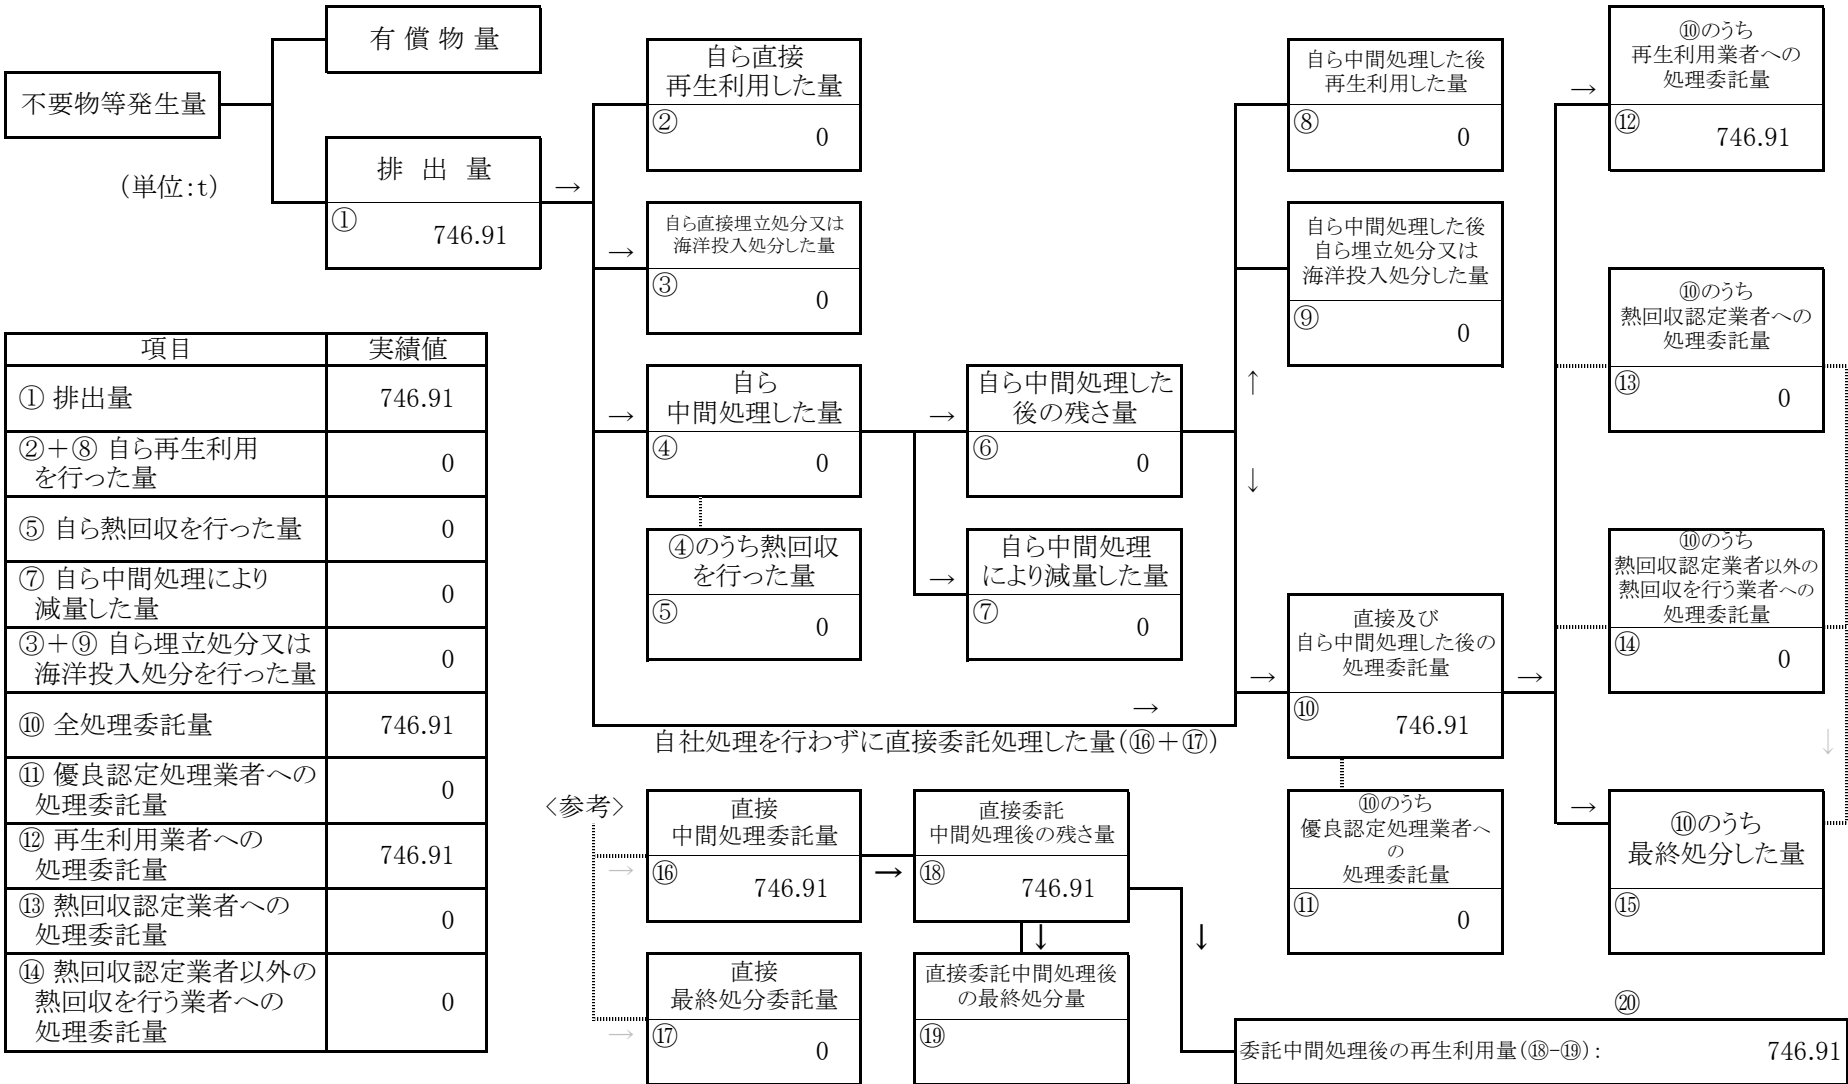 不要物等発生量
(単位:t)
有 償 物 量
排 出 量
①
746.91
→
自ら直接
再生利用した量
②
0
→
自ら直接埋立処分又は
海洋投入処分した量
③
0
→
自ら
中間処理した量
④
0
④のうち熱回収
を行った量
⑤
0
→
自ら中間処理した
後の残さ量
⑥
0
→
自ら中間処理
により減量した量
⑦
0
自ら中間処理した後
再生利用した量
⑧
0
自ら中間処理した後
自ら埋立処分又は
海洋投入処分した量
⑨
0
↑
↓
→
自社処理を行わずに直接委託処理した量(⑯+⑰)
→
直接及び
自ら中間処理した後の
処理委託量
⑩
746.91
⑩のうち
優良認定処理業者へ
の
処理委託量
⑪
0
→
→
⑩のうち
再生利用業者への
処理委託量
⑫
746.91
⑩のうち
熱回収認定業者への
処理委託量
⑬
0
⑩のうち
熱回収認定業者以外の
熱回収を行う業者への
処理委託量
⑭
0
↓
→
⑩のうち
最終処分した量
⑮
項目 実績値
① 排出量 746.91
②+⑧ 自ら再生利用
を行った量 0
⑤ 自ら熱回収を行った量 0
⑦ 自ら中間処理により
減量した量 0
③+⑨ 自ら埋立処分又は
海洋投入処分を行った量 0
⑩ 全処理委託量 746.91
⑪ 優良認定処理業者への
処理委託量 0
⑫ 再生利用業者への
処理委託量 746.91
⑬ 熱回収認定業者への
処理委託量 0
⑭ 熱回収認定業者以外の
熱回収を行う業者への
処理委託量 0
<参考>
→
直接
中間処理委託量
⑯
746.91
→
直接委託
中間処理後の残さ量
⑱
746.91
↓
↓
→
直接
最終処分委託量
⑰
0
直接委託中間処理後
の最終処分量
⑲
⑳
委託中間処理後の再生利用量(⑱-⑲): 746.91